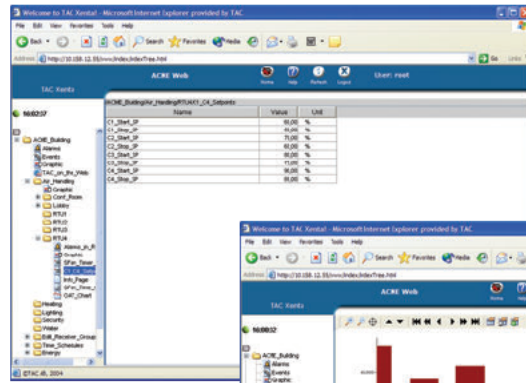 Welcome to TAC Xenta! - Microsoft Internet Explorer provided by TAC
File Edit View Favorites Tools Help
Back Search Favorites Media
Address http://10.158.12.55/www/index/indexTree.html Go Links
ACME Web Home Help Refresh Logout User: root
TAC Xenta
ACME_Building/Air_Handling/RTU4/C1_C4_Setpoints
16:02:37
Name Value Unit
C1_Start_SP %
C1_Stop_SP %
C2_Start_SP %
C2_Stop_SP %
C3_Start_SP %
C3_Stop_SP %
C4_Start_SP %
C4_Stop_SP %
ACME_Building
Alarms
Events
Graphic
TAC_on_the_Web
Air_Handling
Graphic
Conf_Room
Lobby
RTU1
RTU2
RTU3
RTU4
Graphic
Info_Page
OAT_Chart
Heating
Lighting
Security
Water
Edit_Receiver_Group
Time_Schedules
Energy
©TAC AB, 2004
Welcome to TAC Xenta! - Microsoft Internet Explorer provided by TAC
File Edit View Favorites Tools Help
Back Search Favorites Media
Address http://10.158.12.55/www/index/indexTree.html
ACME Web Home
TAC Xenta
ACME_Building
Alarms
Events
Graphic